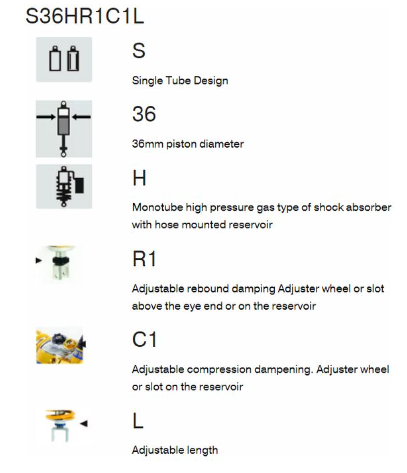 S36HR1C1L
S
Single Tube Design
36
36mm piston diameter
H
Monotube high pressure gas type of shock absorber
with hose mounted reservoir
R1
Adjustable rebound damping Adjuster wheel or slot
above the eye end or on the reservoir
C1
Adjustable compression dampening. Adjuster wheel
or slot on the reservoir
L
Adjustable length